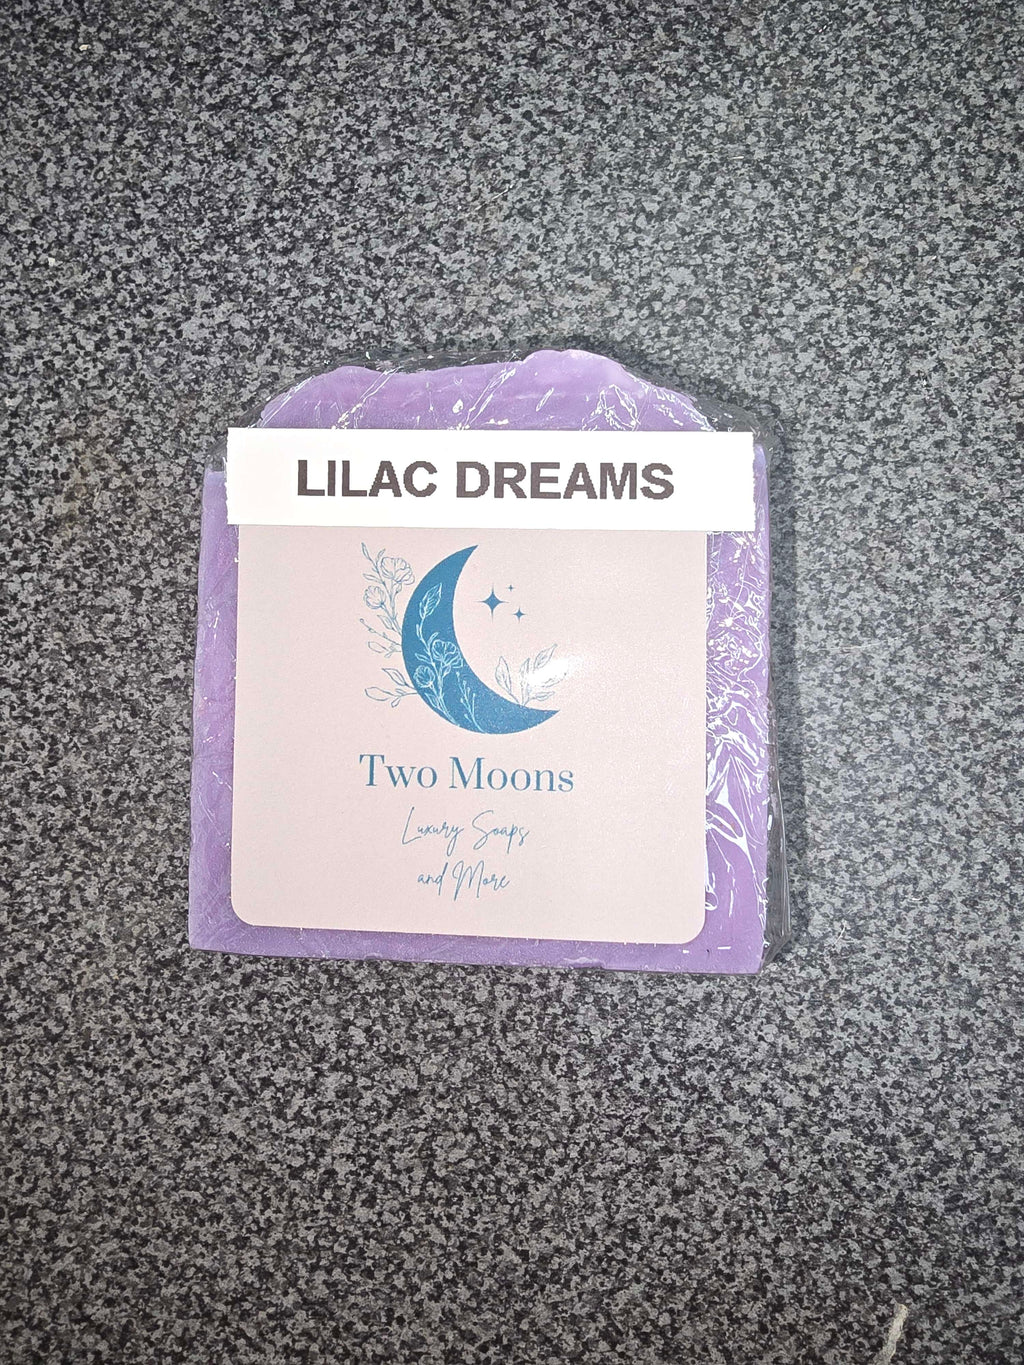 LILAC DREAMS
Two Moons
Luxury Soaps
and More